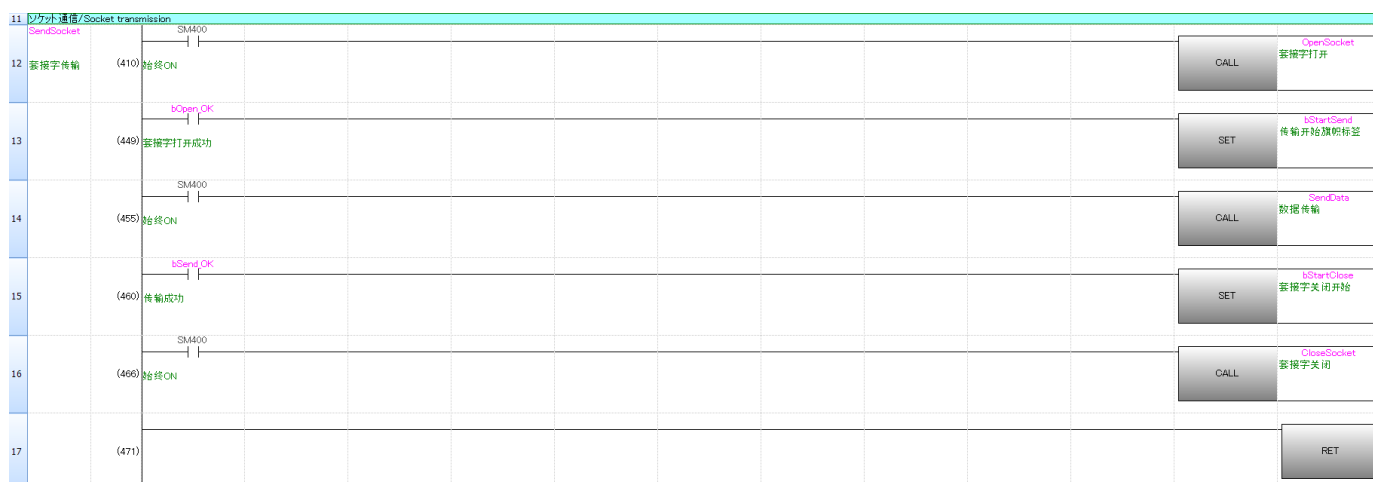 11 ソケット通信/Socket transmission
SendSocket SM400
OpenSocket
12 套接字传输 (410) 始终ON CALL 套接字打开
bOpen_OK
bStartSend
13 (449) 套接字打开成功 SET 传输开始旗帜标签
SM400
SendData
14 (455) 始终ON CALL 数据传输
bSend_OK
bStartClose
15 (460) 传输成功 SET 套接字关闭开始
SM400
CloseSocket
16 (466) 始终ON CALL 套接字关闭
17 (471) RET